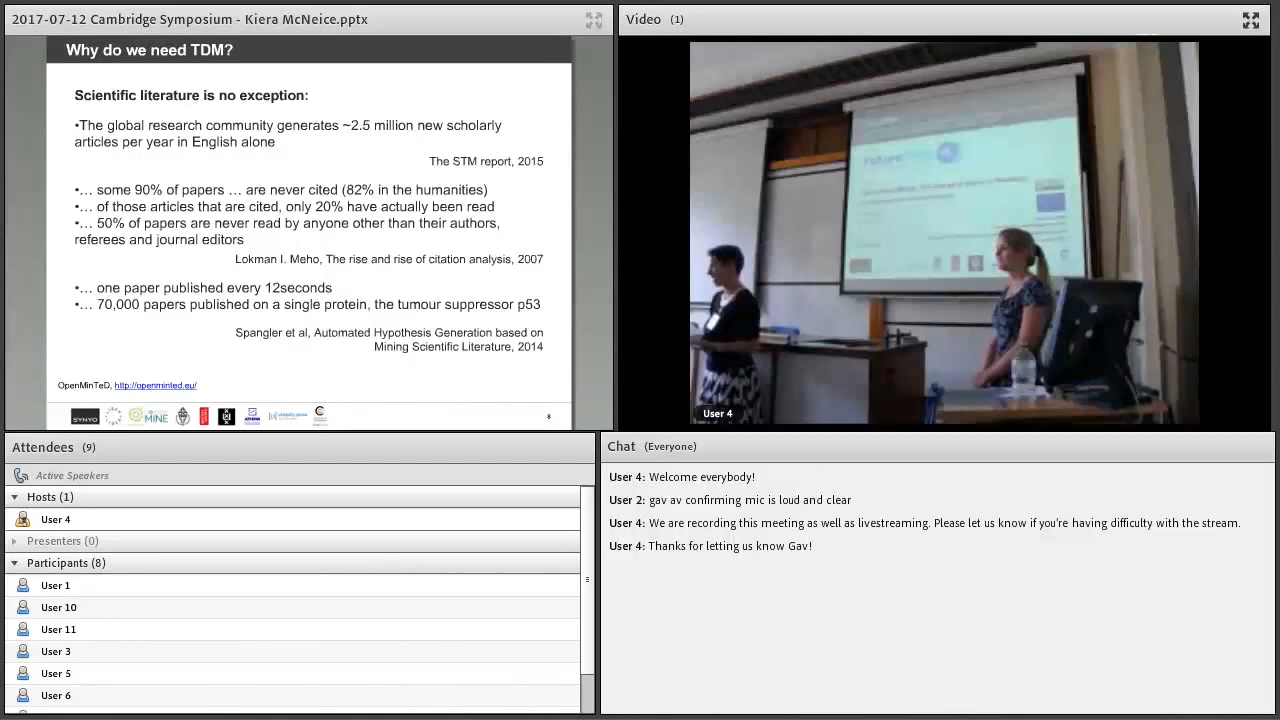 2017-07-12 Cambridge Symposium - Kiera McNeice.pptx
Why do we need TDM?
Scientific literature is no exception:
•The global research community generates ~2.5 million new scholarly
articles per year in English alone
The STM report, 2015
•… some 90% of papers … are never cited (82% in the humanities)
•… of those articles that are cited, only 20% have actually been read
•… 50% of papers are never read by anyone other than their authors,
referees and journal editors
Lokman I. Meho, The rise and rise of citation analysis, 2007
•… one paper published every 12seconds
•… 70,000 papers published on a single protein, the tumour suppressor p53
Spangler et al, Automated Hypothesis Generation based on
Mining Scientific Literature, 2014
OpenMinTeD, http://openminted.eu/
SYNYO
MINE
8
Video (1)
User 4
Attendees (9)
Active Speakers
Hosts (1)
User 4
Presenters (0)
Participants (8)
User 1
User 10
User 11
User 3
User 5
User 6
Chat (Everyone)
User 4: Welcome everybody!
User 2: gav av confirming mic is loud and clear
User 4: We are recording this meeting as well as livestreaming. Please let us know if you're having difficulty with the stream.
User 4: Thanks for letting us know Gav!